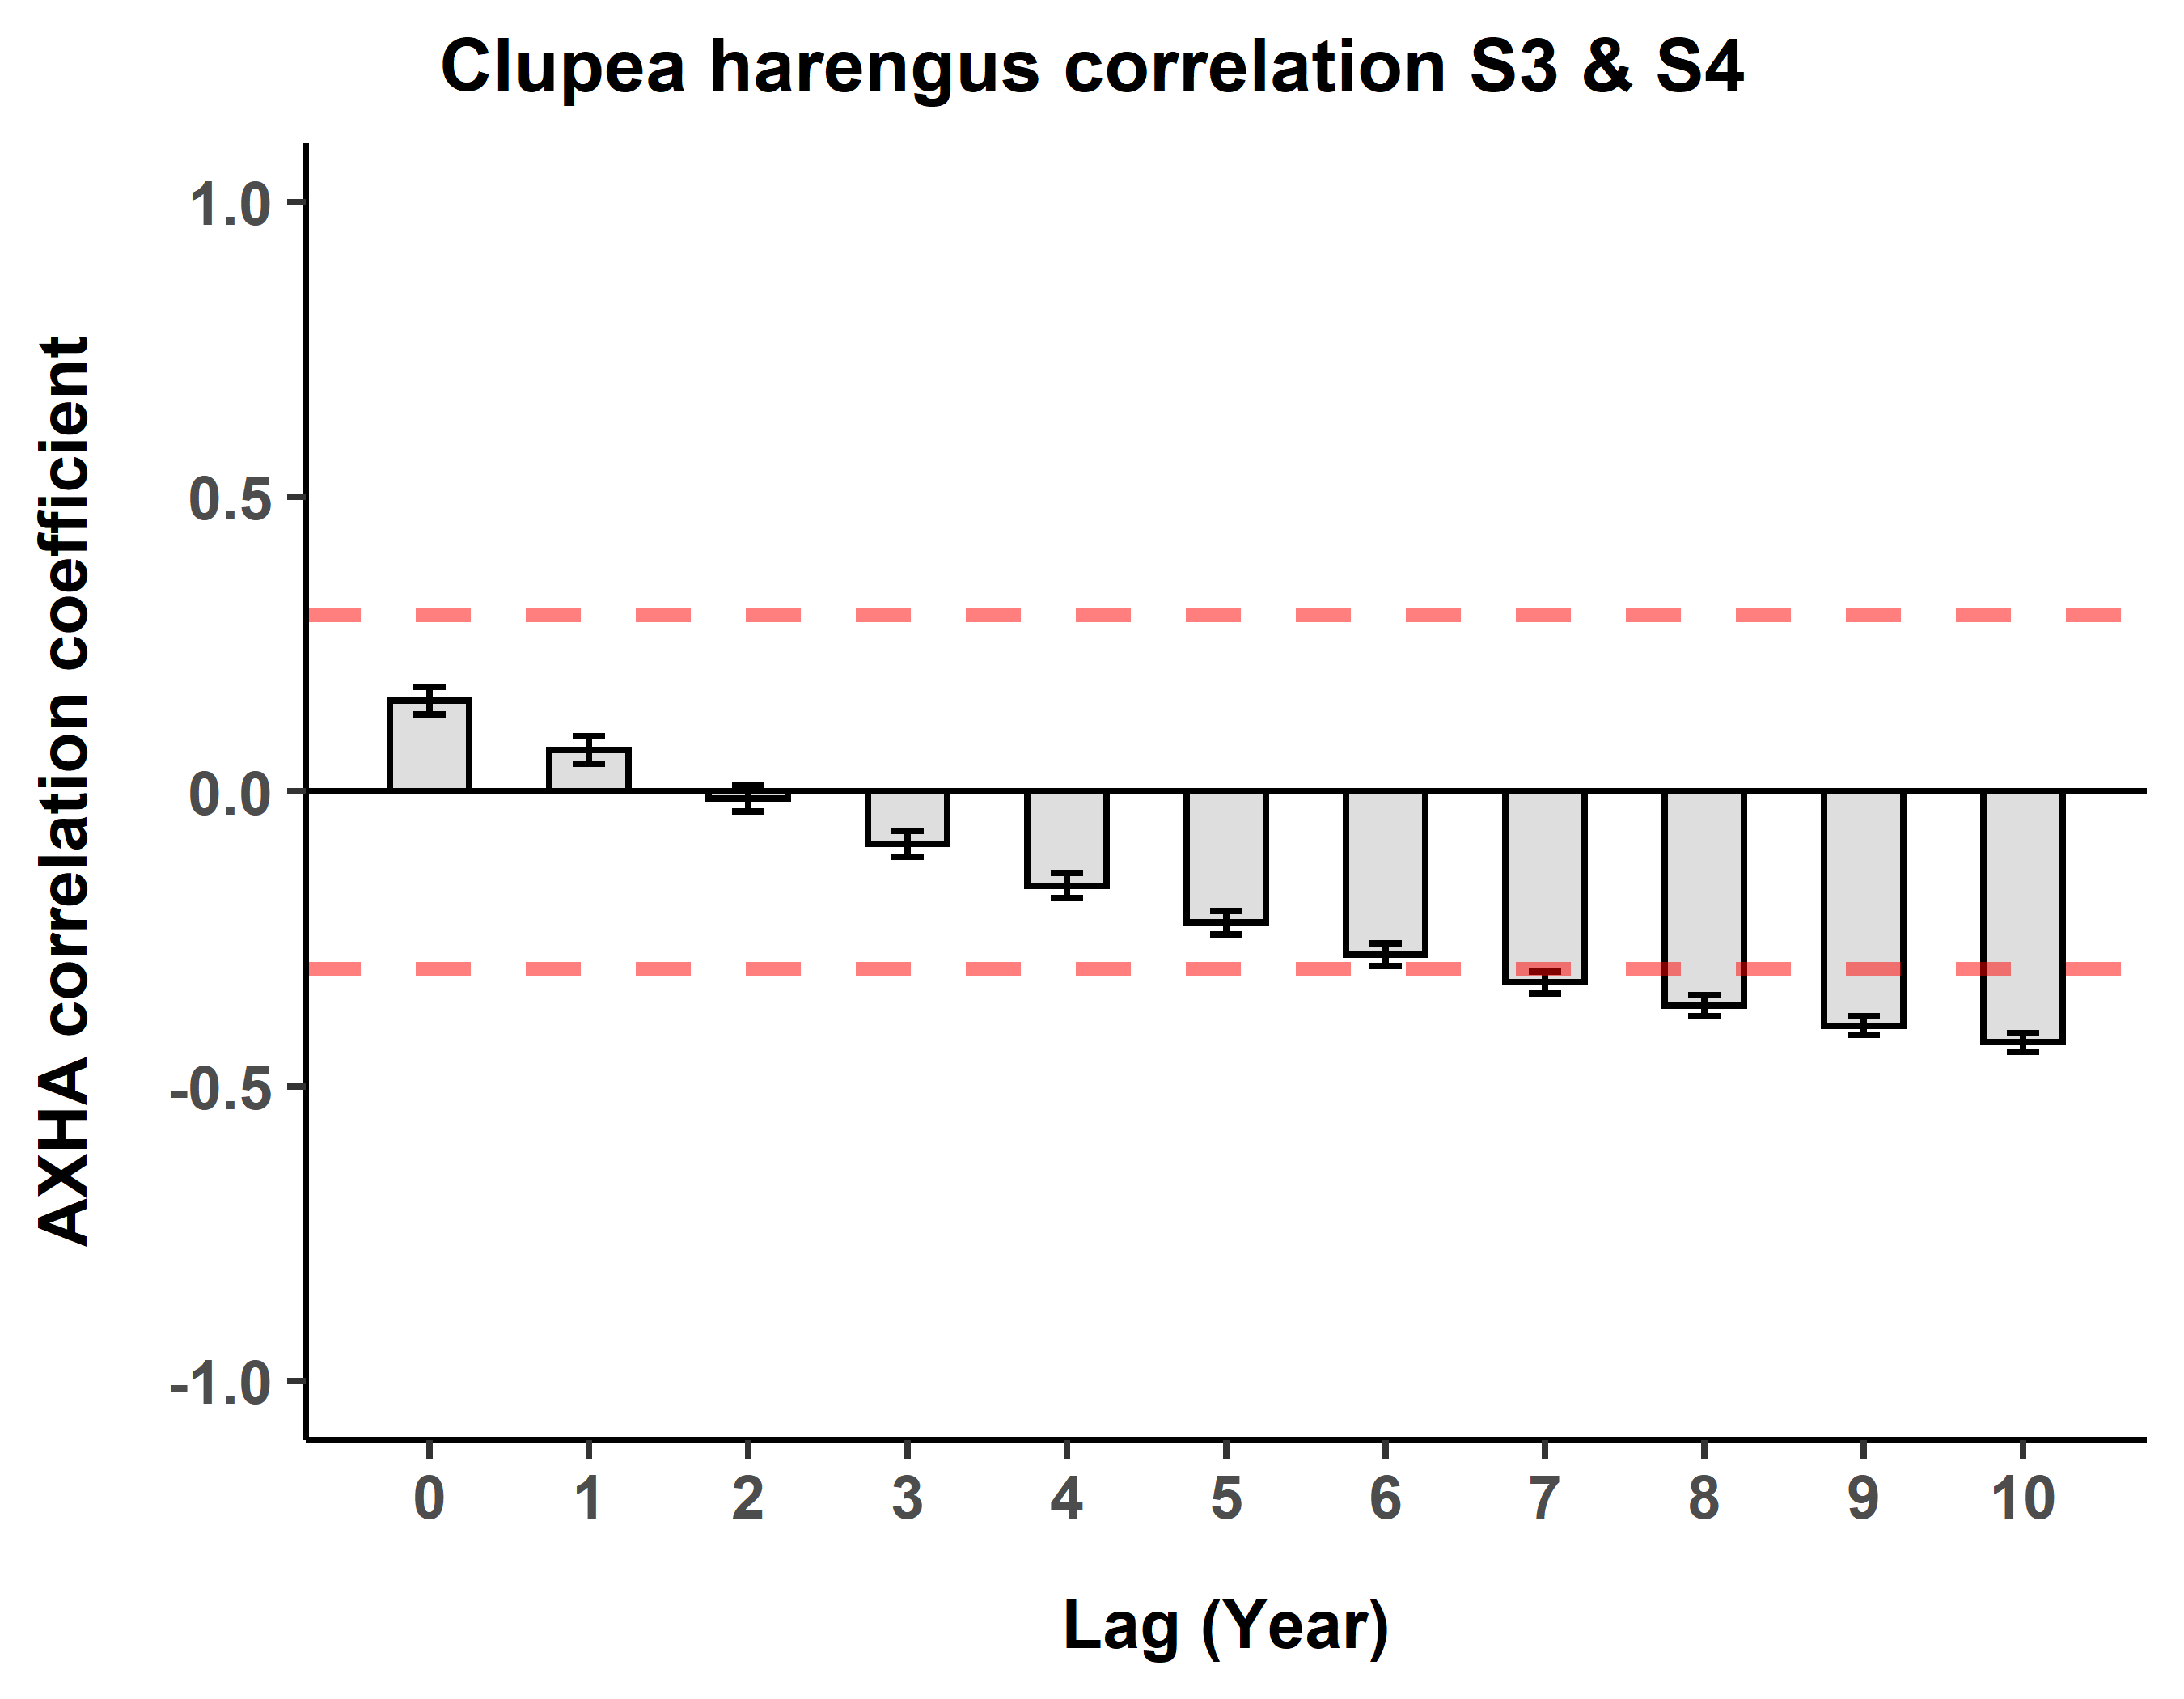 Clupea harengus correlation S3 & S4
AXHA correlation coefficient
1.0
0.5
0.0
-0.5
-1.0
0 1 2 3 4 5 6 7 8 9 10
Lag (Year)